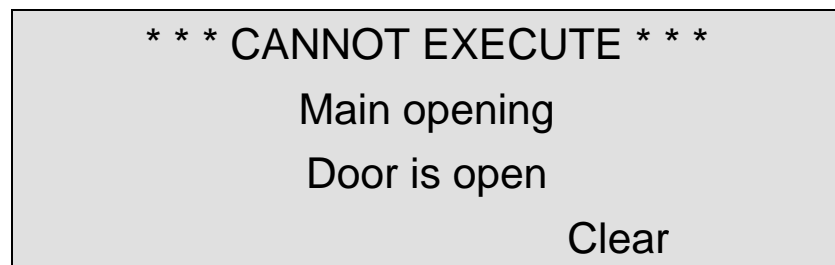 * * * CANNOT EXECUTE * * *
Main opening
Door is open
Clear